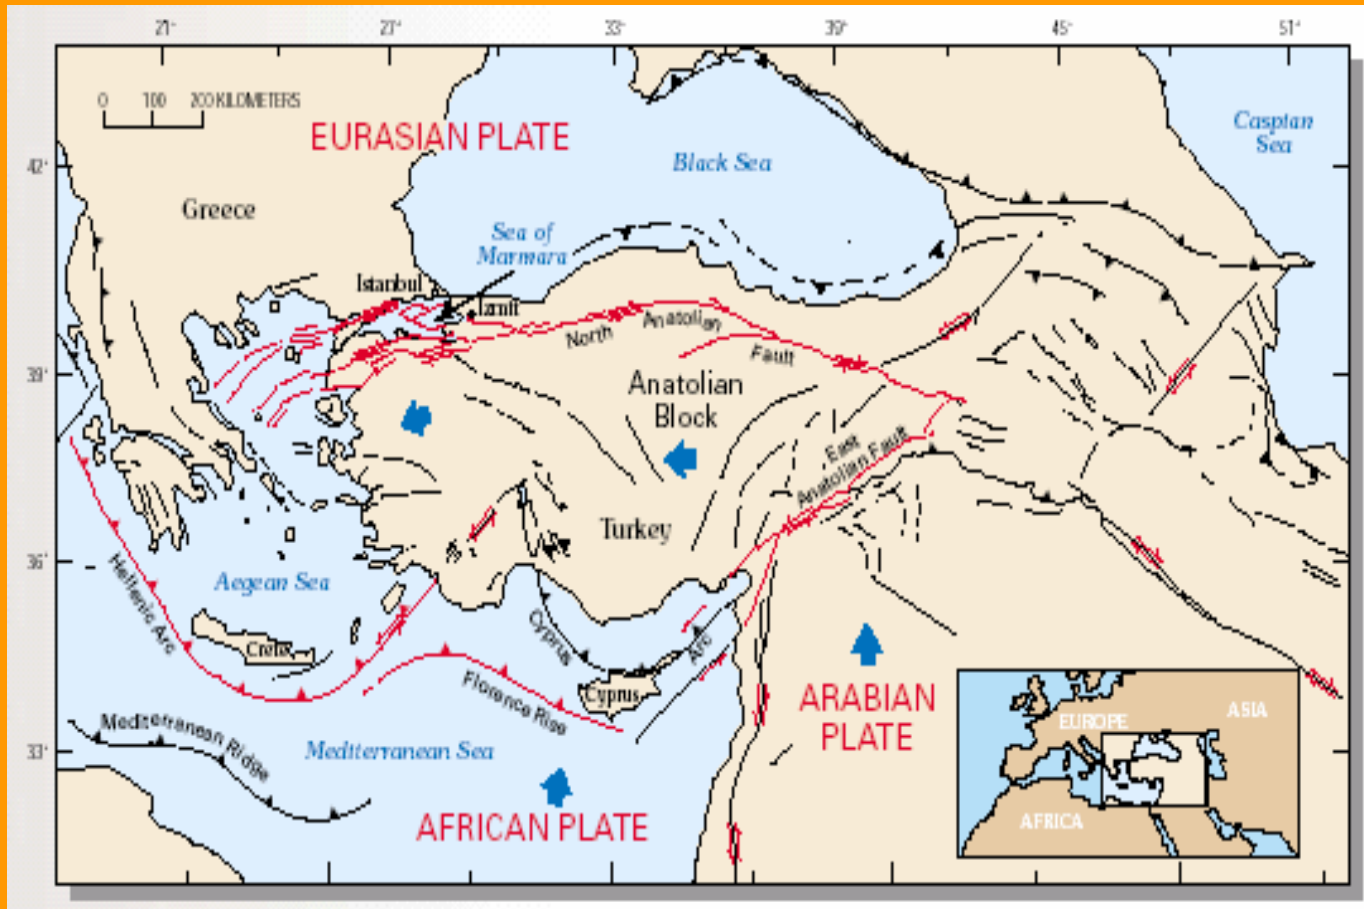 21°
27°
33°
39°
45°
51°
0 100 200 KILOMETERS
EURASIAN PLATE
Caspian
Sea
42°
Black Sea
Greece
Sea of
Marmara
Istanbul
Izmit
North
Anatolian
Fault
39°
Anatolian
Block
East
Anatolian Fault
Turkey
36°
Aegean Sea
Hellenic Arc
Crete
Cyprus
Arc
Cyprus
Florence Rise
ARABIAN
PLATE
Mediterranean Ridge
33°
Mediterranean Sea
AFRICAN PLATE
EUROPE
ASIA
AFRICA